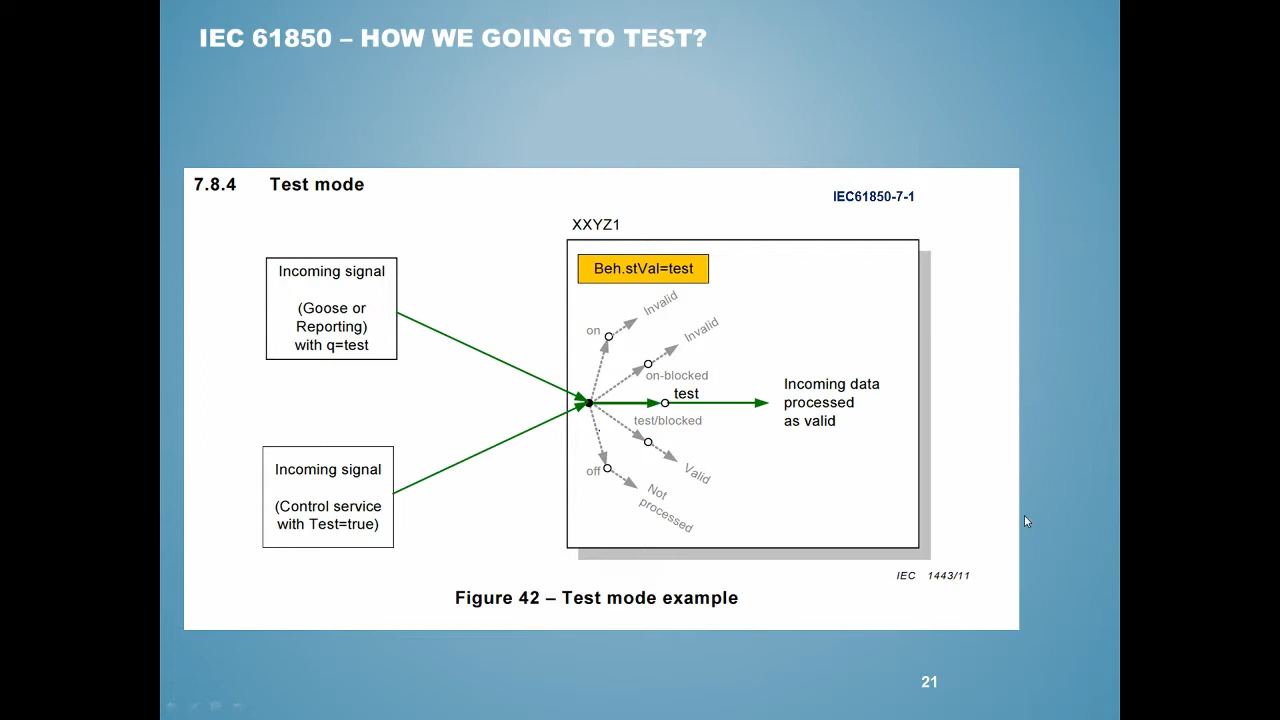 IEC 61850 – HOW WE GOING TO TEST?
7.8.4 Test mode
IEC61850-7-1
XXYZ1
Incoming signal
(Goose or
Reporting)
with q=test
Beh.stVal=test
on
Invalid
Invalid
on-blocked
test
Incoming data
processed
as valid
test/blocked
Valid
off
Not
processed
Incoming signal
(Control service
with Test=true)
IEC 1443/11
Figure 42 – Test mode example
21